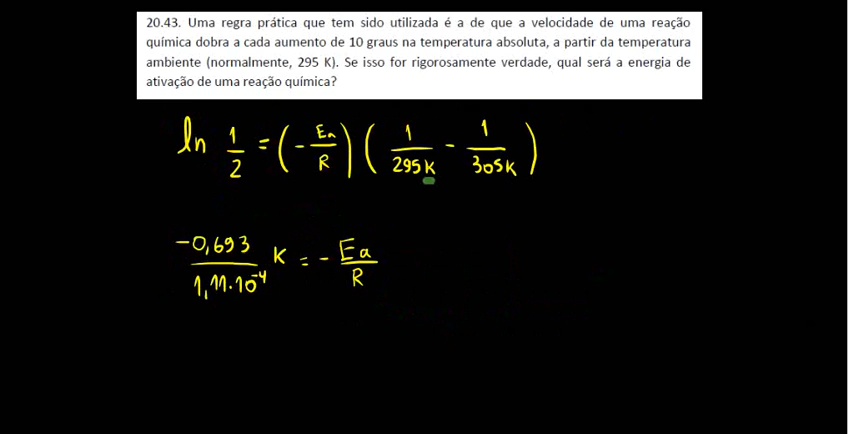 20.43. Uma regra prática que tem sido utilizada é a de que a velocidade de uma reação
química dobra a cada aumento de 10 graus na temperatura absoluta, a partir da temperatura
ambiente (normalmente, 295 K). Se isso for rigorosamente verdade, qual será a energia de
ativação de uma reação química?
ln 1/2 = (- Ea/R) (1/295K - 1/305K)
-0,693/1,11·10^-4 K = - Ea/R